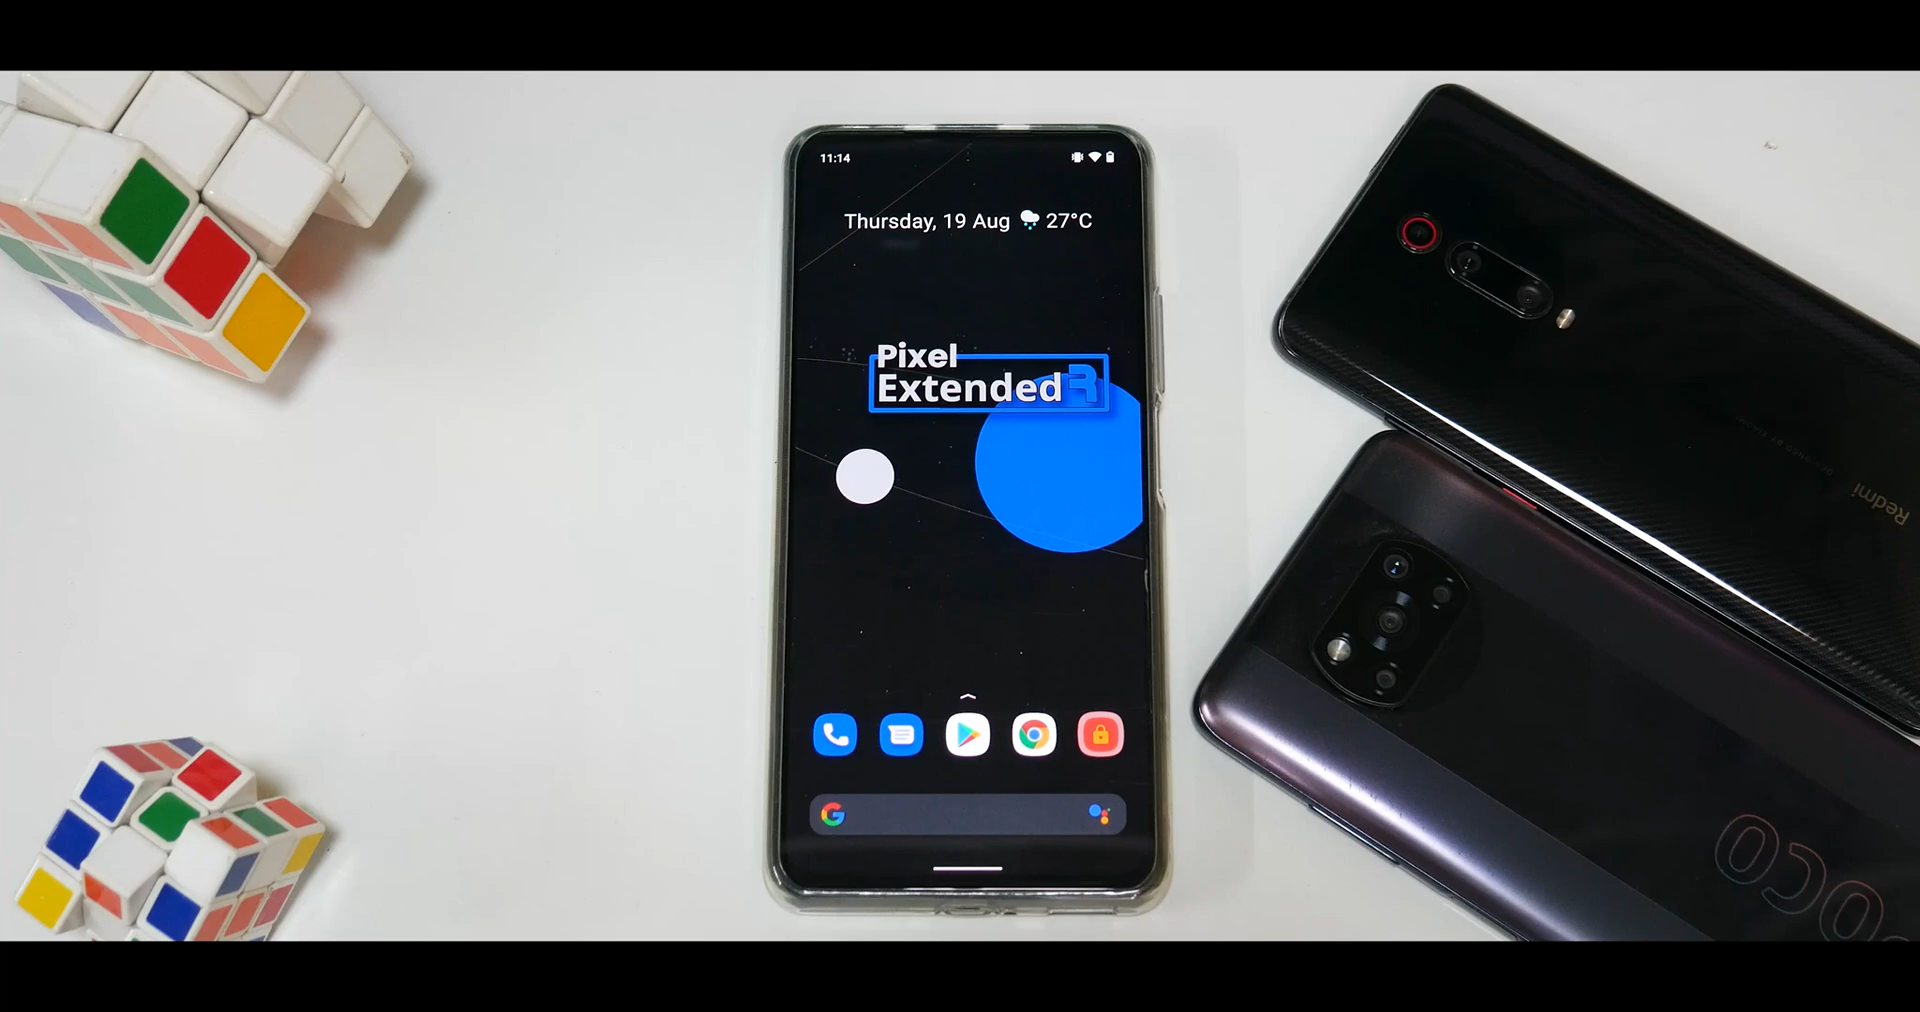 11:14
Thursday, 19 Aug 27°C
Pixel
Extended
Redmi
POCO